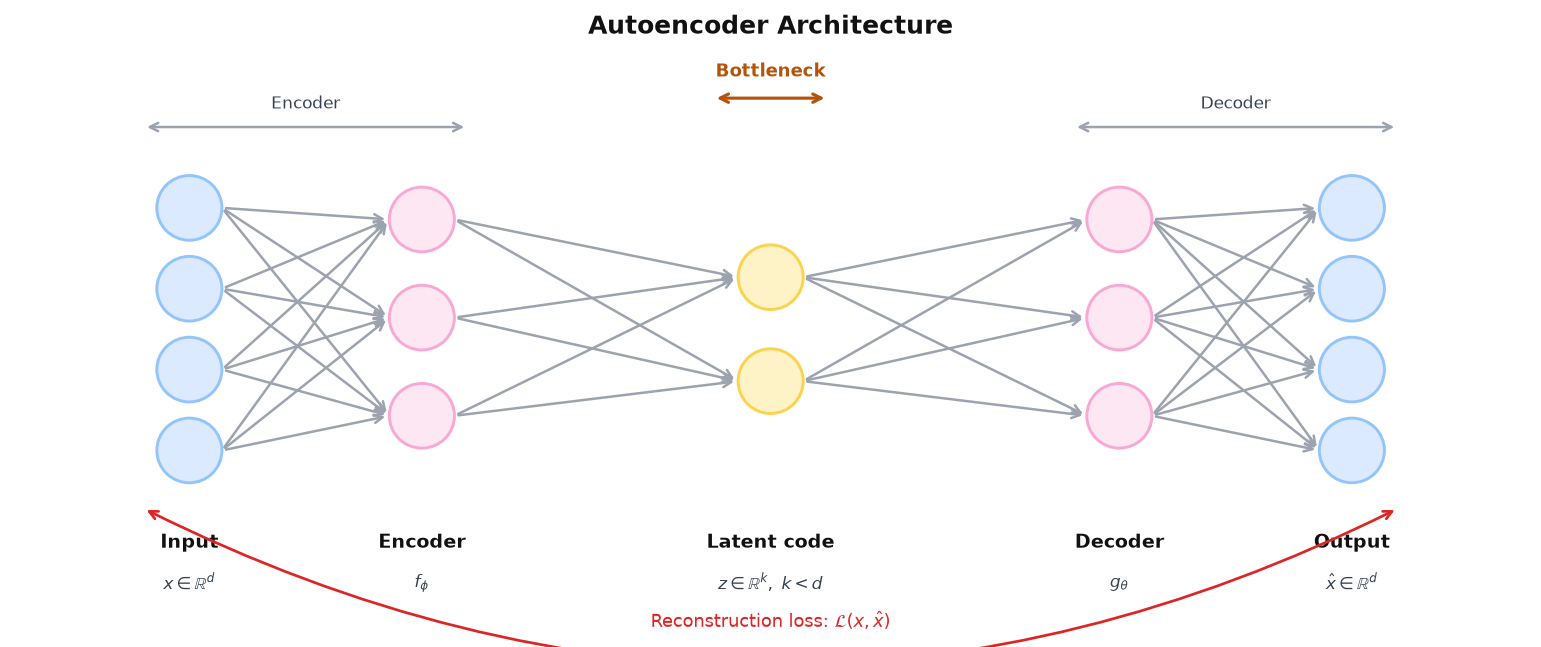 Autoencoder Architecture
Bottleneck
Encoder
Decoder
Input
Encoder
Latent code
Decoder
Output
x ∈ ℝ^d
f_ϕ
z ∈ ℝ^k, k < d
g_θ
x̂ ∈ ℝ^d
Reconstruction loss: ℒ(x, x̂)